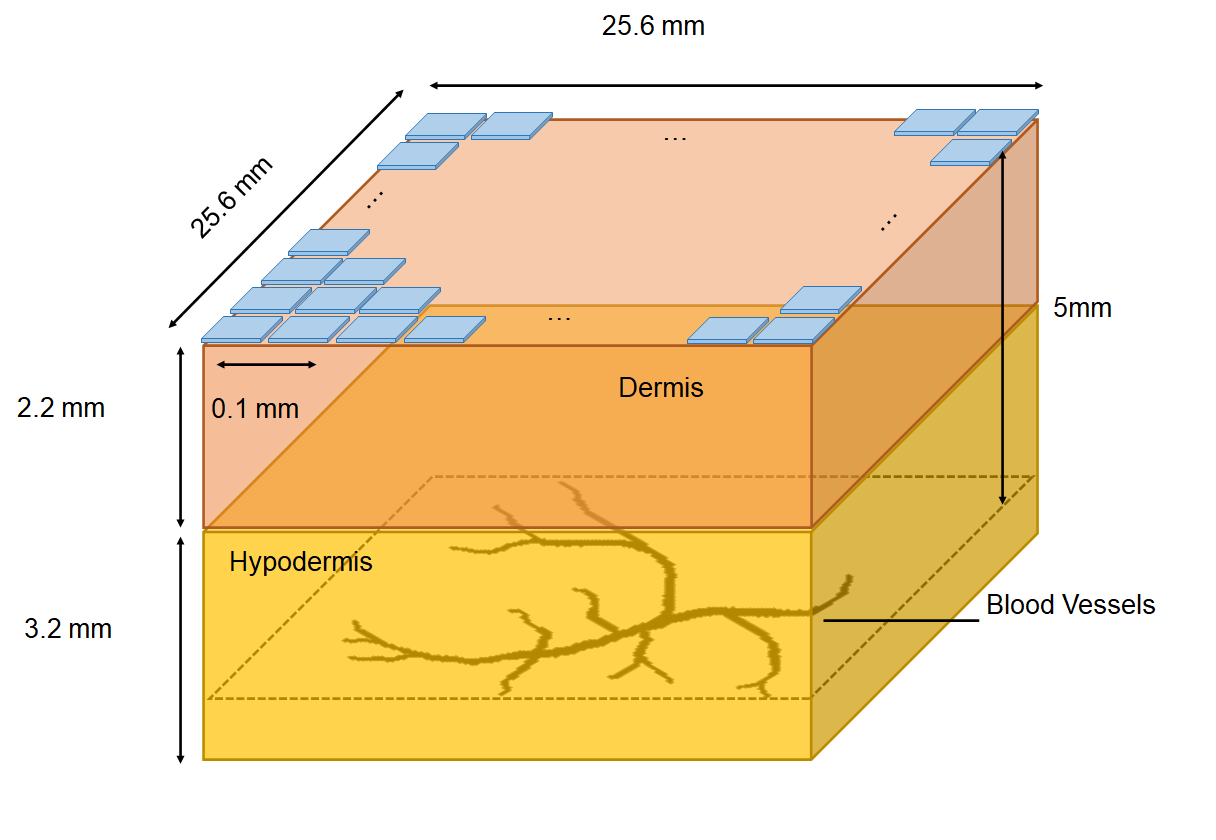 25.6 mm
25.6 mm
...
...
...
5mm
...
2.2 mm
0.1 mm
Dermis
Hypodermis
3.2 mm
Blood Vessels